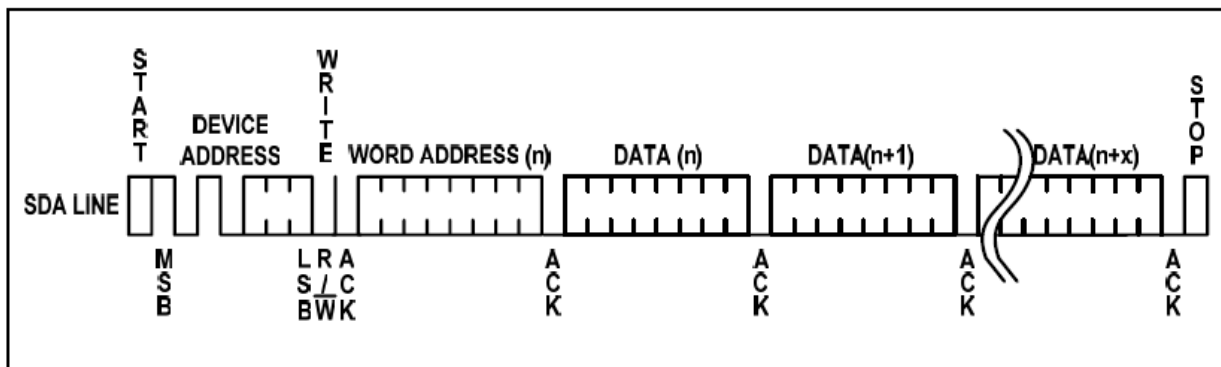 START
WRITE
STOP
DEVICE
ADDRESS
WORD ADDRESS (n)
DATA (n)
DATA(n+1)
DATA(n+x)
SDA LINE
MSB
LSB
R/W
ACK
ACK
ACK
ACK
ACK